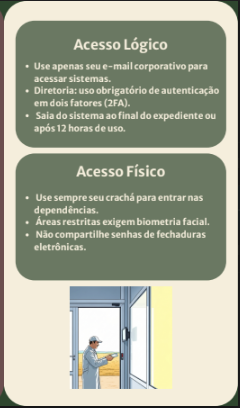 Acesso Lógico
• Use apenas seu e-mail corporativo para
acessar sistemas.
• Diretoria: uso obrigatório de autenticação
em dois fatores (2FA).
• Saia do sistema ao final do expediente ou
após 12 horas de uso.
Acesso Físico
• Use sempre seu crachá para entrar nas
dependências.
• Áreas restritas exigem biometria facial.
• Não compartilhe senhas de fechaduras
eletrônicas.